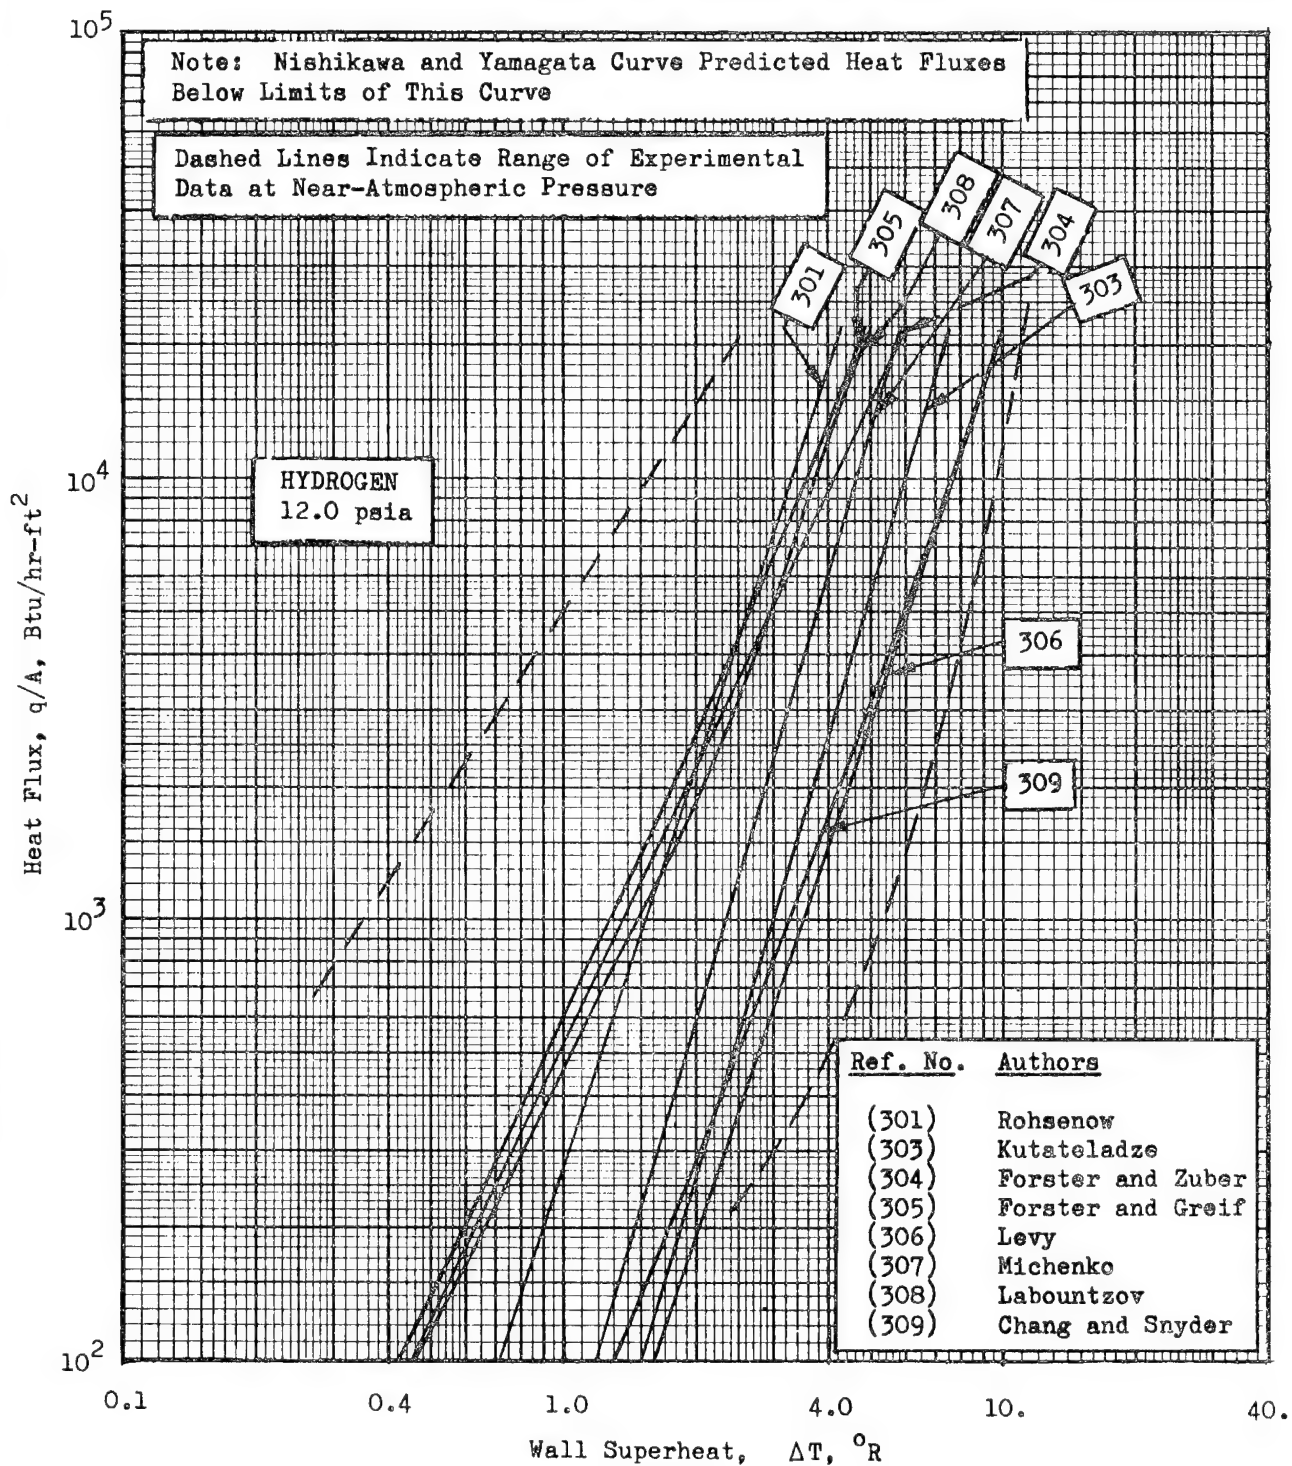 10^5
Note: Nishikawa and Yamagata Curve Predicted Heat Fluxes
Below Limits of This Curve
Dashed Lines Indicate Range of Experimental
Data at Near-Atmospheric Pressure
301
305
308
307
304
303
HYDROGEN
12.0 psia
10^4
Heat Flux, q/A, Btu/hr-ft^2
306
309
10^3
Ref. No. Authors
(301) Rohsenow
(303) Kutateladze
(304) Forster and Zuber
(305) Forster and Greif
(306) Levy
(307) Michenko
(308) Labountzov
(309) Chang and Snyder
10^2
0.1 0.4 1.0 4.0 10. 40.
Wall Superheat, ΔT, °R